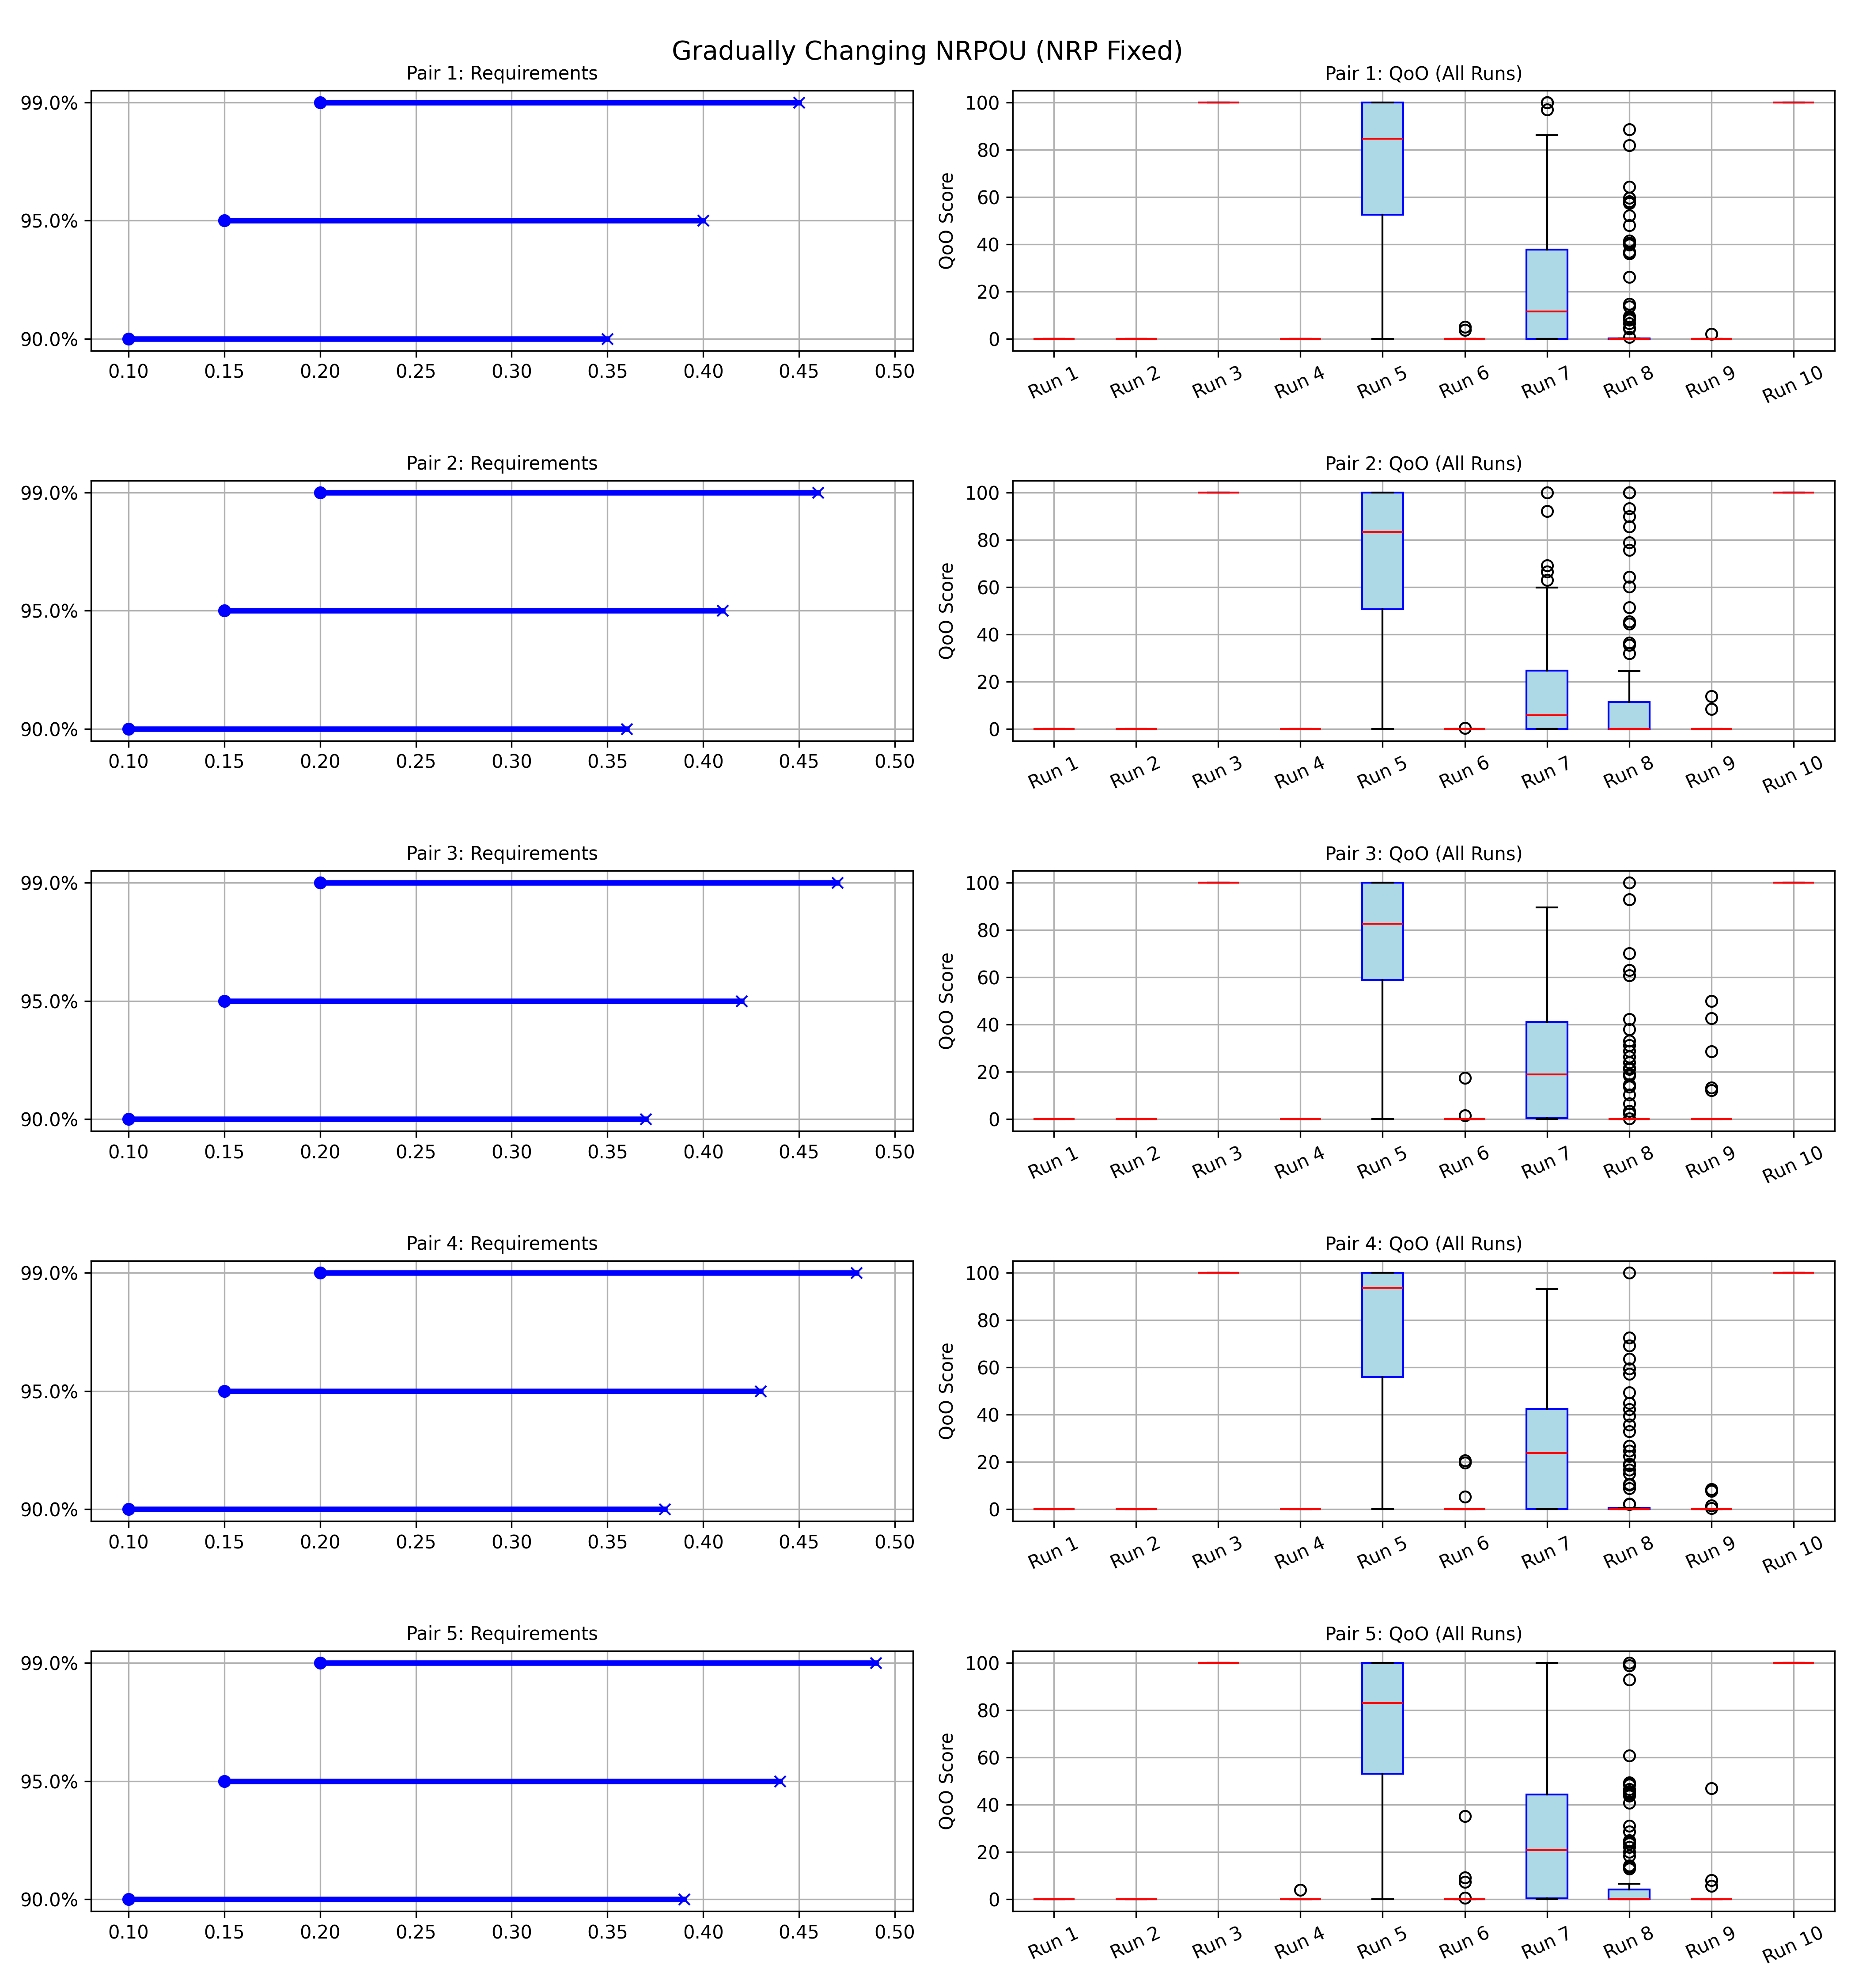 Gradually Changing NRPOU (NRP Fixed)
Pair 1: Requirements
99.0%
95.0%
90.0%
0.10 0.15 0.20 0.25 0.30 0.35 0.40 0.45 0.50
Pair 1: QoO (All Runs)
QoO Score
100
80
60
40
20
0
Run 1 Run 2 Run 3 Run 4 Run 5 Run 6 Run 7 Run 8 Run 9 Run 10
Pair 2: Requirements
99.0%
95.0%
90.0%
0.10 0.15 0.20 0.25 0.30 0.35 0.40 0.45 0.50
Pair 2: QoO (All Runs)
QoO Score
100
80
60
40
20
0
Run 1 Run 2 Run 3 Run 4 Run 5 Run 6 Run 7 Run 8 Run 9 Run 10
Pair 3: Requirements
99.0%
95.0%
90.0%
0.10 0.15 0.20 0.25 0.30 0.35 0.40 0.45 0.50
Pair 3: QoO (All Runs)
QoO Score
100
80
60
40
20
0
Run 1 Run 2 Run 3 Run 4 Run 5 Run 6 Run 7 Run 8 Run 9 Run 10
Pair 4: Requirements
99.0%
95.0%
90.0%
0.10 0.15 0.20 0.25 0.30 0.35 0.40 0.45 0.50
Pair 4: QoO (All Runs)
QoO Score
100
80
60
40
20
0
Run 1 Run 2 Run 3 Run 4 Run 5 Run 6 Run 7 Run 8 Run 9 Run 10
Pair 5: Requirements
99.0%
95.0%
90.0%
0.10 0.15 0.20 0.25 0.30 0.35 0.40 0.45 0.50
Pair 5: QoO (All Runs)
QoO Score
100
80
60
40
20
0
Run 1 Run 2 Run 3 Run 4 Run 5 Run 6 Run 7 Run 8 Run 9 Run 10